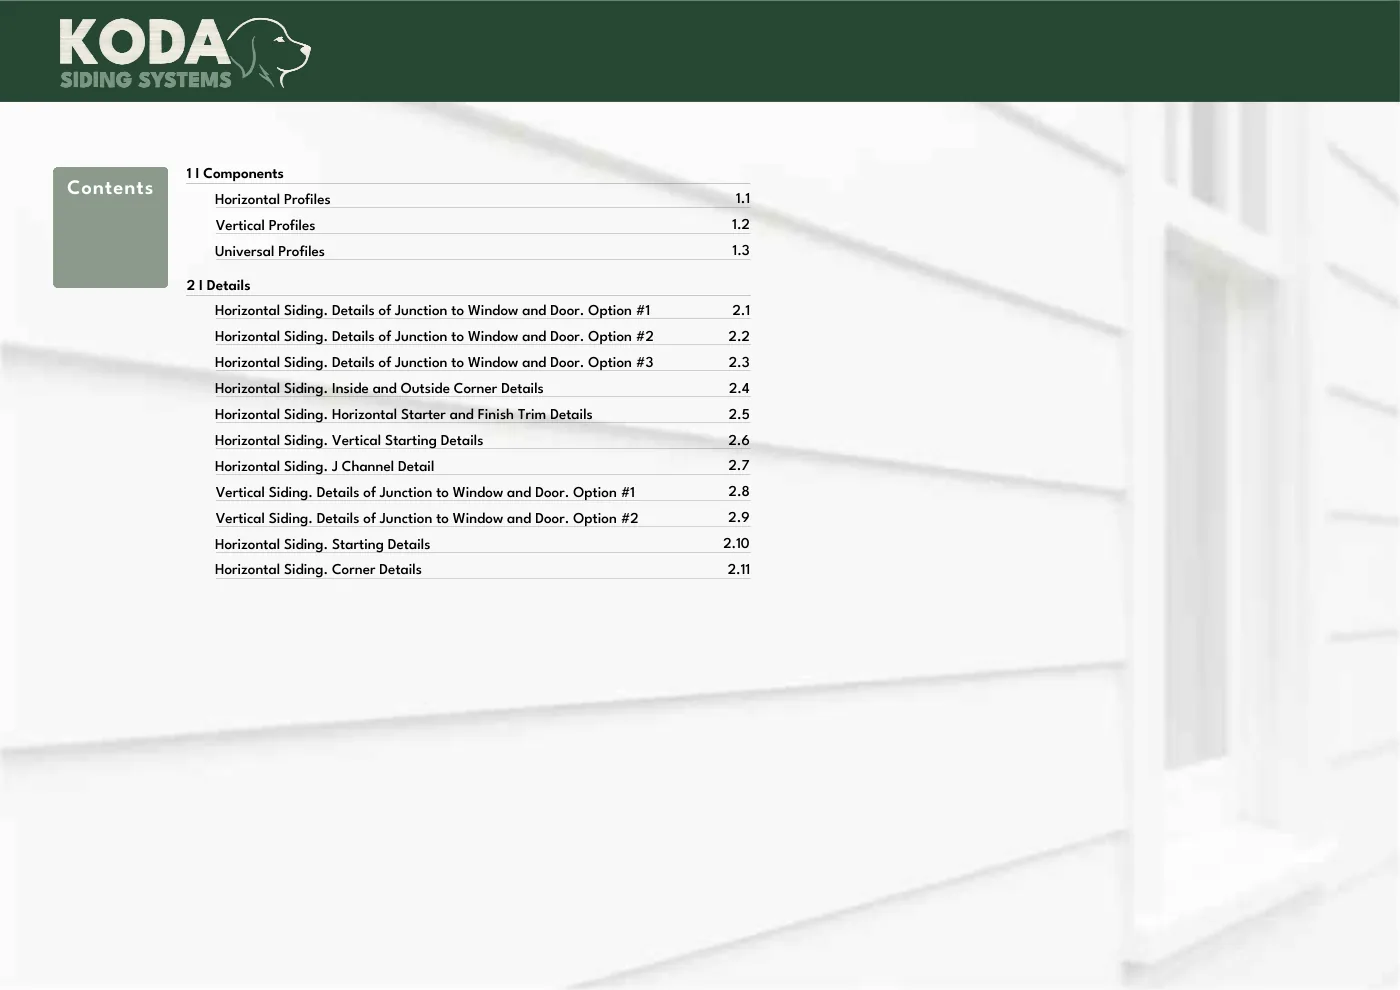 KODA
SIDING SYSTEMS
Contents
1 I Components
Horizontal Profiles 1.1
Vertical Profiles 1.2
Universal Profiles 1.3
2 I Details
Horizontal Siding. Details of Junction to Window and Door. Option #1 2.1
Horizontal Siding. Details of Junction to Window and Door. Option #2 2.2
Horizontal Siding. Details of Junction to Window and Door. Option #3 2.3
Horizontal Siding. Inside and Outside Corner Details 2.4
Horizontal Siding. Horizontal Starter and Finish Trim Details 2.5
Horizontal Siding. Vertical Starting Details 2.6
Horizontal Siding. J Channel Detail 2.7
Vertical Siding. Details of Junction to Window and Door. Option #1 2.8
Vertical Siding. Details of Junction to Window and Door. Option #2 2.9
Horizontal Siding. Starting Details 2.10
Horizontal Siding. Corner Details 2.11